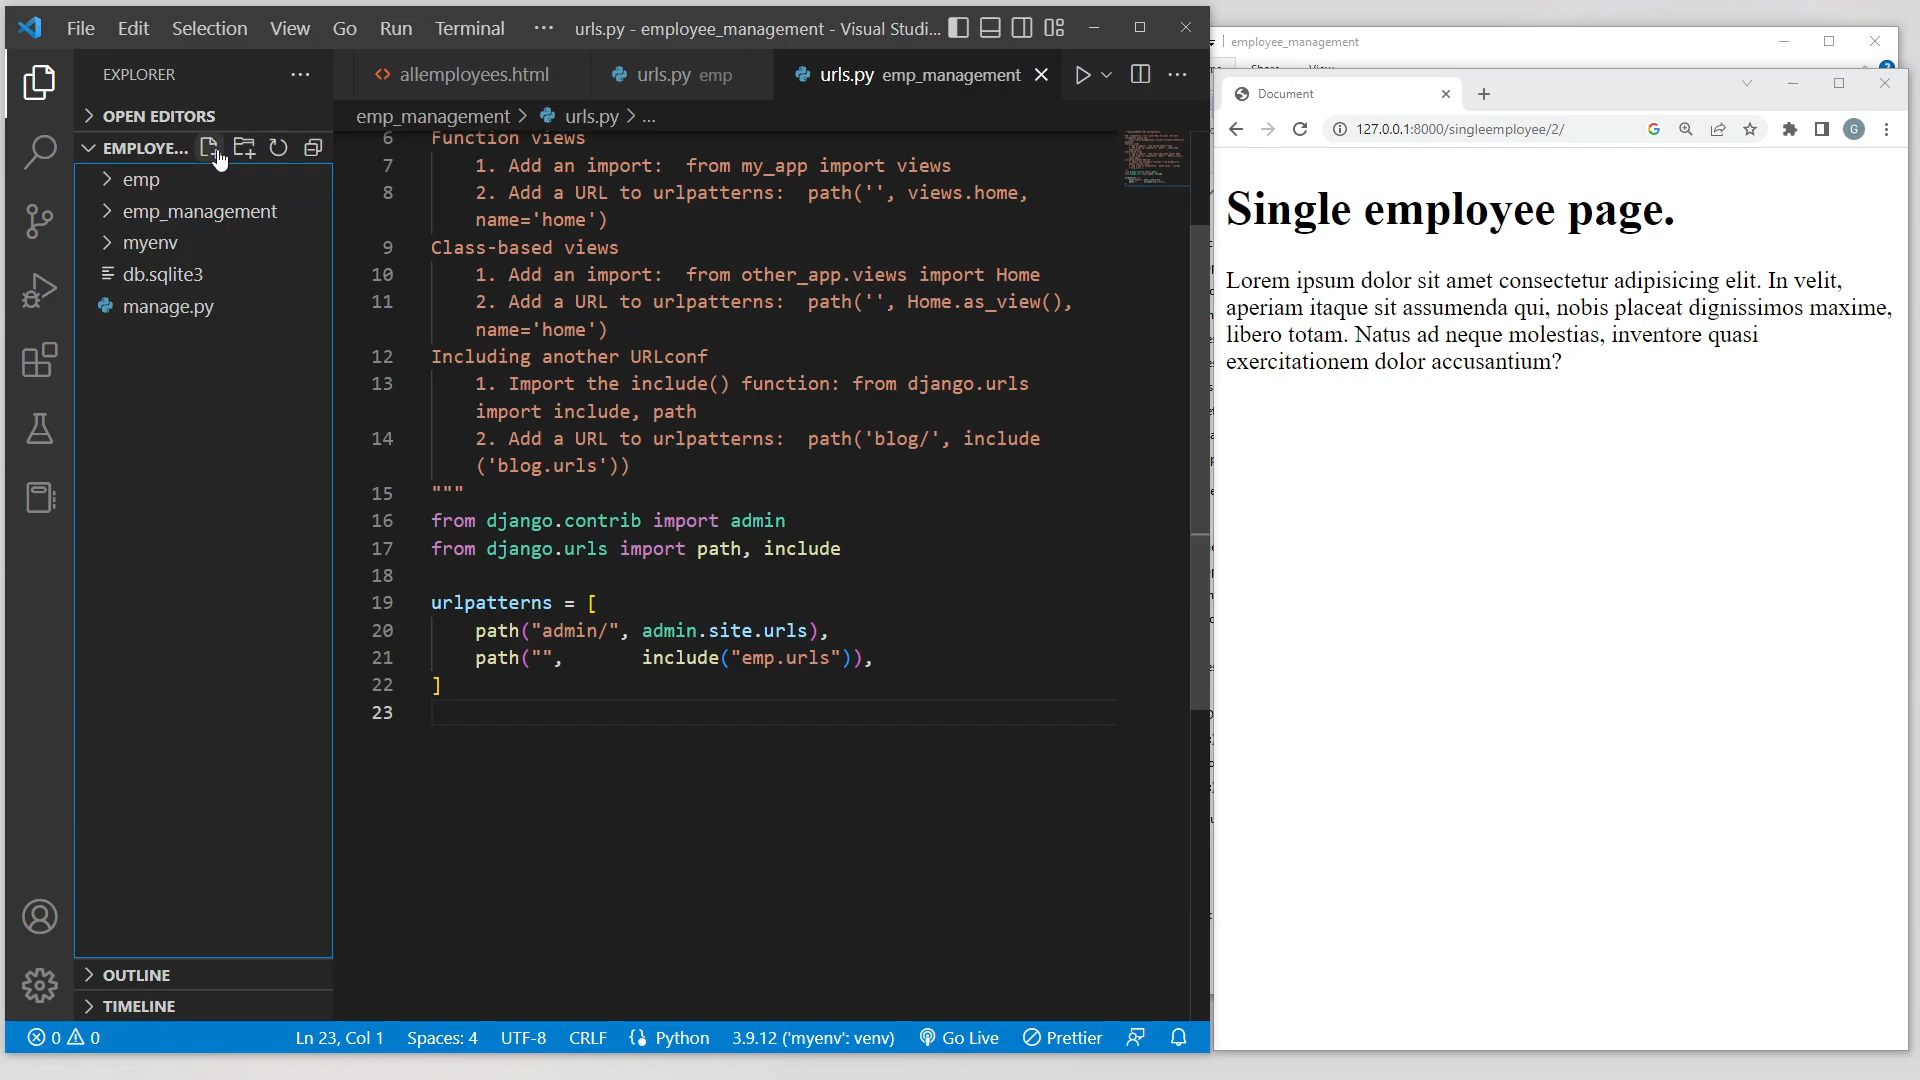 File Edit Selection View Go Run Terminal ··· urls.py - employee_management - Visual Studi...
EXPLORER ···
OPEN EDITORS
EMPLOYE...
emp
emp_management
myenv
db.sqlite3
manage.py
OUTLINE
TIMELINE
allemployees.html urls.py emp urls.py emp_management
emp_management > urls.py > ...
6 Function views
7 1. Add an import:  from my_app import views
8 2. Add a URL to urlpatterns:  path('', views.home,
name='home')
9 Class-based views
10 1. Add an import:  from other_app.views import Home
11 2. Add a URL to urlpatterns:  path('', Home.as_view(),
name='home')
12 Including another URLconf
13 1. Import the include() function: from django.urls
import include, path
14 2. Add a URL to urlpatterns:  path('blog/', include
('blog.urls'))
15 """
16 from django.contrib import admin
17 from django.urls import path, include
18
19 urlpatterns = [
20 path("admin/", admin.site.urls),
21 path("",       include("emp.urls")),
22 ]
23
0 0 Ln 23, Col 1 Spaces: 4 UTF-8 CRLF Python 3.9.12 ('myenv': venv) Go Live Prettier
employee_management
Document
127.0.0.1:8000/singleemployee/2/ G G
Single employee page.
Lorem ipsum dolor sit amet consectetur adipisicing elit. In velit,
aperiam itaque sit assumenda qui, nobis placeat dignissimos maxime,
libero totam. Natus ad neque molestias, inventore quasi
exercitationem dolor accusantium?